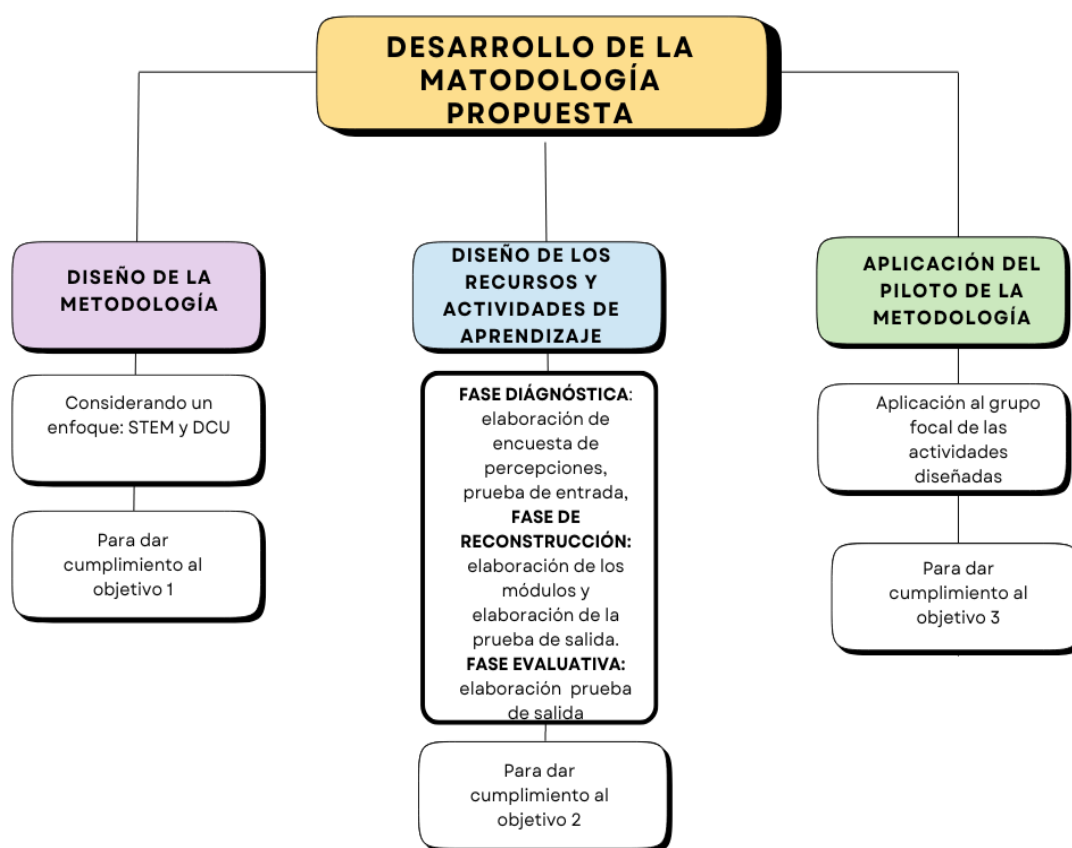 DESARROLLO DE LA
MATODOLOGÍA
PROPUESTA
DISEÑO DE LA
METODOLOGÍA
Considerando un
enfoque: STEM y DCU
Para dar
cumplimiento al
objetivo 1
DISEÑO DE LOS
RECURSOS Y
ACTIVIDADES DE
APRENDIZAJE
FASE DIÁGNÓSTICA:
elaboración de
encuesta de
percepciones,
prueba de entrada,
FASE DE
RECONSTRUCCIÓN:
elaboración de los
módulos y
elaboración de la
prueba de salida.
FASE EVALUATIVA:
elaboración prueba
de salida
Para dar
cumplimiento al
objetivo 2
APLICACIÓN DEL
PILOTO DE LA
METODOLOGÍA
Aplicación al grupo
focal de las
actividades
diseñadas
Para dar
cumplimiento al
objetivo 3